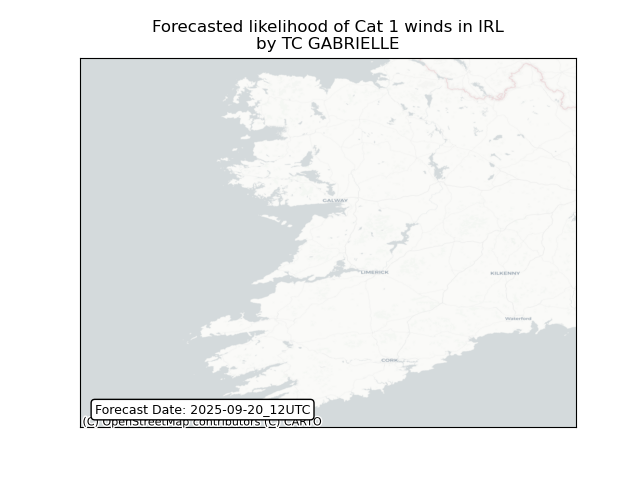 Forecasted likelihood of Cat 1 winds in IRL
by TC GABRIELLE
GALWAY
LIMERICK
KILKENNY
Waterford
CORK
Forecast Date: 2025-09-20_12UTC
(C) OpenStreetMap contributors (C) CARTO